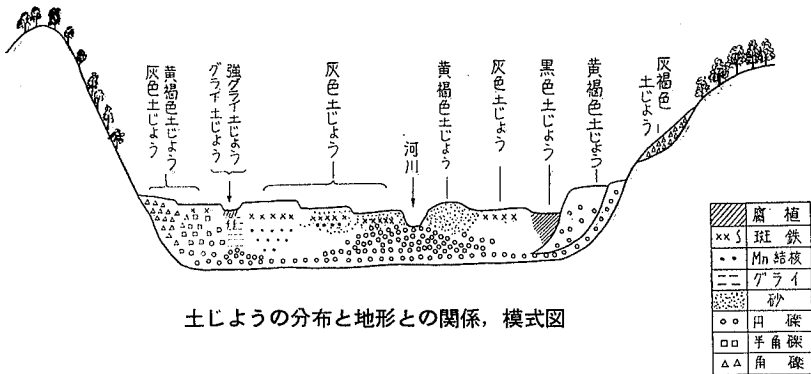 黄褐色土じょう
灰色土じょう
強グライ土じょう
グライ土じょう
灰色土じょう
河川
黄褐色土じょう
灰色土じょう
黒色土じょう
黄褐色土じょう
灰褐色
土じょう
腐植
斑鉄
Mn結核
グライ
砂
円礫
半角礫
角礫
土じようの分布と地形との関係，模式図